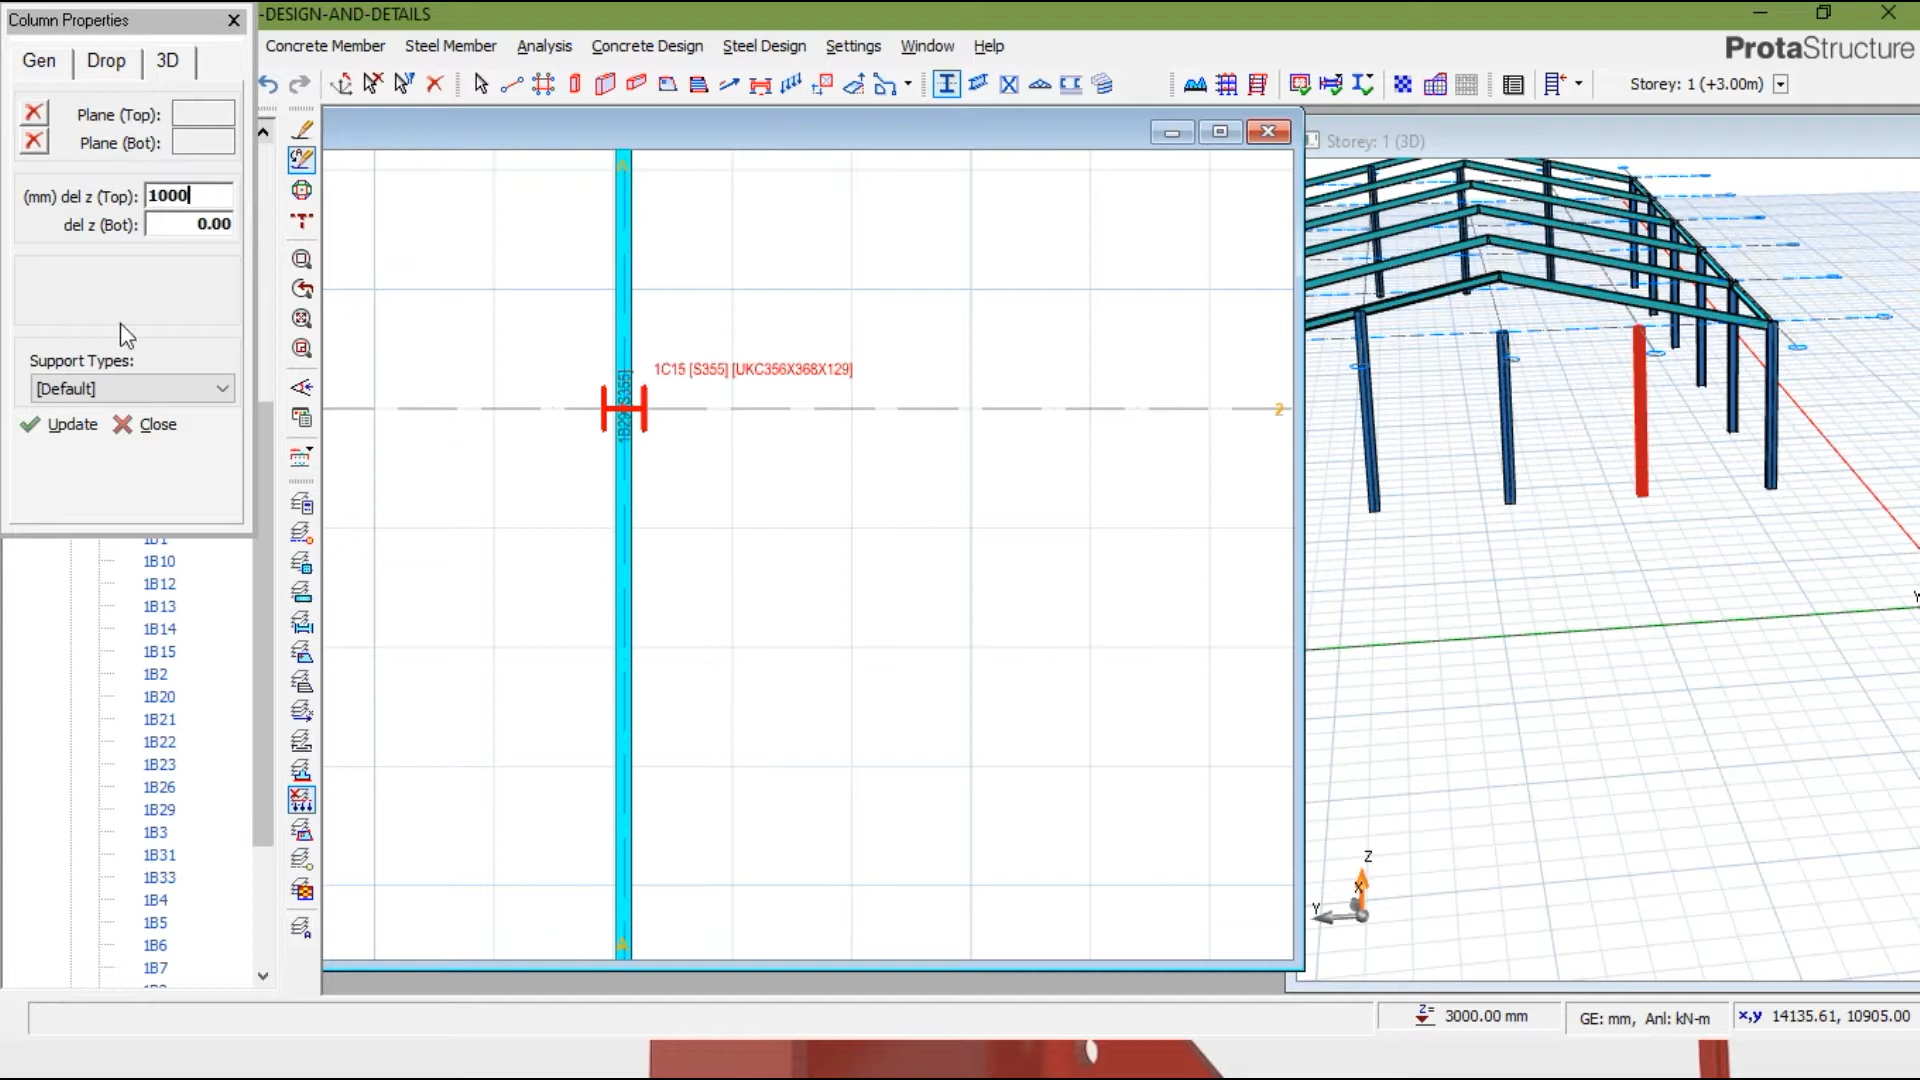 Column Properties
-DESIGN-AND-DETAILS
Gen Drop 3D
Concrete Member Steel Member Analysis Concrete Design Steel Design Settings Window Help
ProtaStructure
Storey: 1 (+3.00m)
Plane (Top):
Plane (Bot):
(mm) del z (Top): 1000
del z (Bot): 0.00
Support Types:
[Default]
Update Close
1B1
1B10
1B12
1B13
1B14
1B15
1B2
1B20
1B21
1B22
1B23
1B26
1B29
1B3
1B31
1B33
1B4
1B5
1B6
1B7
A
1C15 [S355] [UKC356X368X129]
1B29 [S355]
2
A
Storey: 1 (3D)
Z
X
Y
3000.00 mm
GE: mm, Anl: kN-m
x,y 14135.61, 10905.00